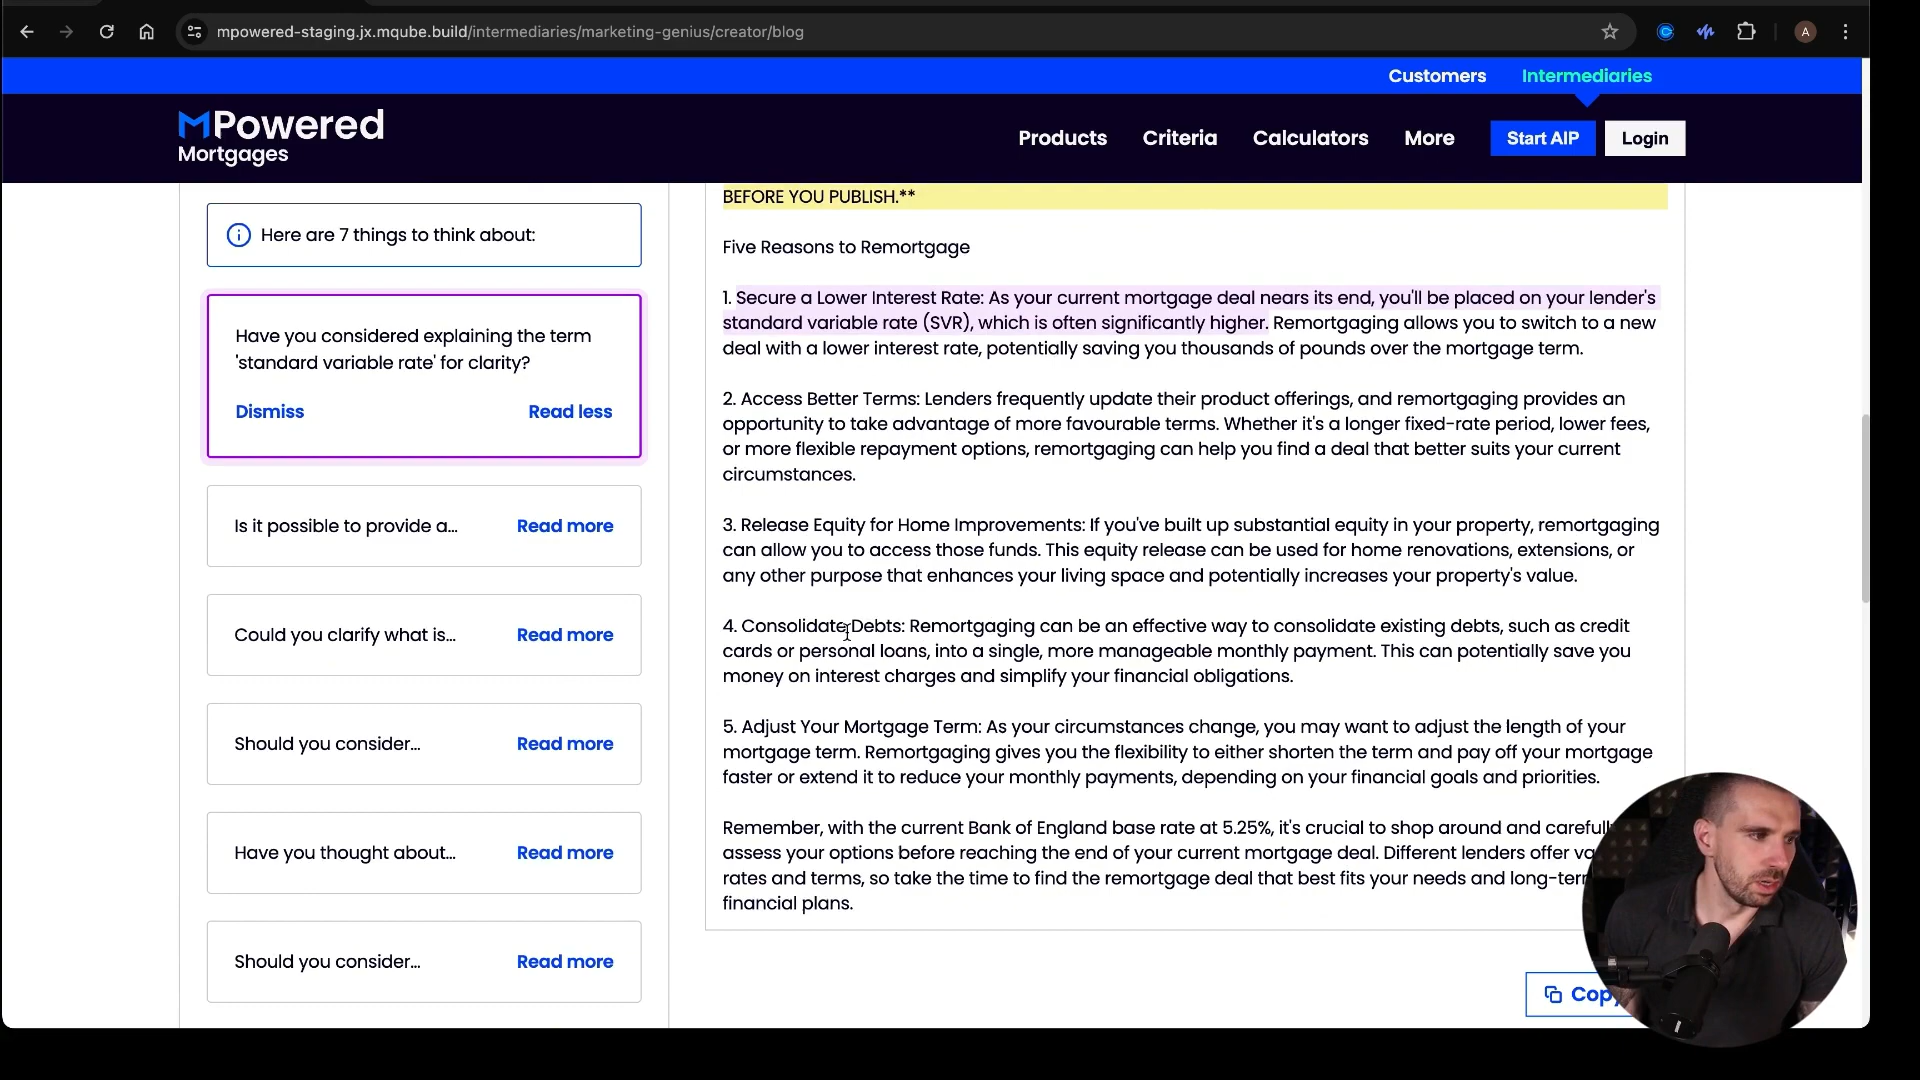 mpowered-staging.jx.mqube.build/intermediaries/marketing-genius/creator/blog
A
Customers
Intermediaries
MPowered
Mortgages
Products
Criteria
Calculators
More
Start AIP
Login
Here are 7 things to think about:
Have you considered explaining the term
'standard variable rate' for clarity?
Dismiss
Read less
Is it possible to provide a...
Read more
Could you clarify what is...
Read more
Should you consider...
Read more
Have you thought about...
Read more
Should you consider...
Read more
BEFORE YOU PUBLISH.**
Five Reasons to Remortgage
1. Secure a Lower Interest Rate: As your current mortgage deal nears its end, you'll be placed on your lender's
standard variable rate (SVR), which is often significantly higher. Remortgaging allows you to switch to a new
deal with a lower interest rate, potentially saving you thousands of pounds over the mortgage term.
2. Access Better Terms: Lenders frequently update their product offerings, and remortgaging provides an
opportunity to take advantage of more favourable terms. Whether it's a longer fixed-rate period, lower fees,
or more flexible repayment options, remortgaging can help you find a deal that better suits your current
circumstances.
3. Release Equity for Home Improvements: If you've built up substantial equity in your property, remortgaging
can allow you to access those funds. This equity release can be used for home renovations, extensions, or
any other purpose that enhances your living space and potentially increases your property's value.
4. Consolidate Debts: Remortgaging can be an effective way to consolidate existing debts, such as credit
cards or personal loans, into a single, more manageable monthly payment. This can potentially save you
money on interest charges and simplify your financial obligations.
5. Adjust Your Mortgage Term: As your circumstances change, you may want to adjust the length of your
mortgage term. Remortgaging gives you the flexibility to either shorten the term and pay off your mortgage
faster or extend it to reduce your monthly payments, depending on your financial goals and priorities.
Remember, with the current Bank of England base rate at 5.25%, it's crucial to shop around and
assess your options before reaching the end of your current mortgage deal. Different lenders offer
rates and terms, so take the time to find the remortgage deal that best fits your needs and
financial plans.
Copy